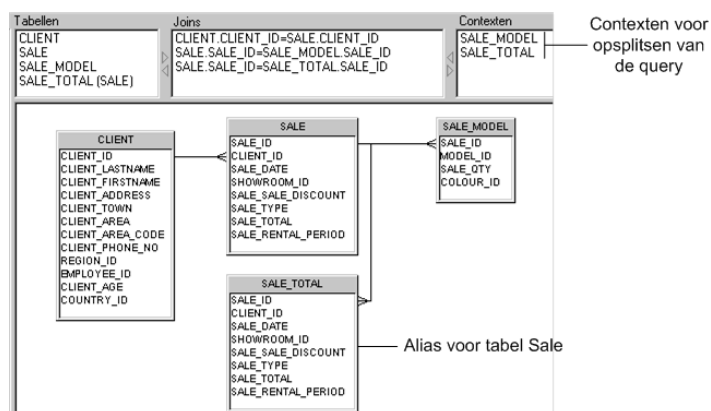 Tabellen
CLIENT
SALE
SALE_MODEL
SALE_TOTAL (SALE)
Joins
CLIENT.CLIENT_ID=SALE.CLIENT_ID
SALE.SALE_ID=SALE_MODEL.SALE_ID
SALE.SALE_ID=SALE_TOTAL.SALE_ID
Contexten
SALE_MODEL
SALE_TOTAL
Contexten voor
opsplitsen van
de query
CLIENT
CLIENT_ID
CLIENT_LASTNAME
CLIENT_FIRSTNAME
CLIENT_ADDRESS
CLIENT_TOWN
CLIENT_AREA
CLIENT_AREA_CODE
CLIENT_PHONE_NO
REGION_ID
EMPLOYEE_ID
CLIENT_AGE
COUNTRY_ID
SALE
SALE_ID
CLIENT_ID
SALE_DATE
SHOWROOM_ID
SALE_SALE_DISCOUNT
SALE_TYPE
SALE_TOTAL
SALE_RENTAL_PERIOD
SALE_MODEL
SALE_ID
MODEL_ID
SALE_QTY
COLOUR_ID
SALE_TOTAL
SALE_ID
CLIENT_ID
SALE_DATE
SHOWROOM_ID
SALE_SALE_DISCOUNT
SALE_TYPE
SALE_TOTAL
SALE_RENTAL_PERIOD
Alias voor tabel Sale